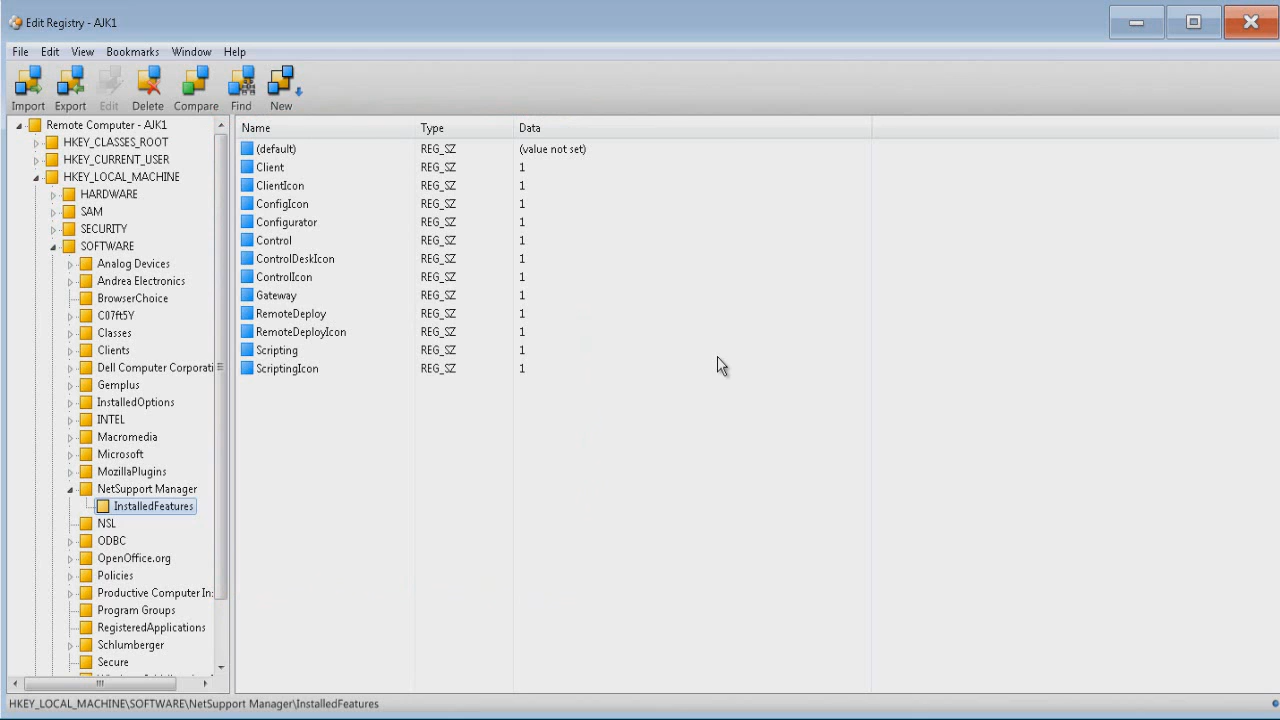 Edit Registry - AJK1
File Edit View Bookmarks Window Help
Import Export Edit Delete Compare Find New
Remote Computer - AJK1
HKEY_CLASSES_ROOT
HKEY_CURRENT_USER
HKEY_LOCAL_MACHINE
HARDWARE
SAM
SECURITY
SOFTWARE
Analog Devices
Andrea Electronics
BrowserChoice
C07ft5Y
Classes
Clients
Dell Computer Corporati
Gemplus
InstalledOptions
INTEL
Macromedia
Microsoft
MozillaPlugins
NetSupport Manager
InstalledFeatures
NSL
ODBC
OpenOffice.org
Policies
Productive Computer In:
Program Groups
RegisteredApplications
Schlumberger
Secure
Name Type Data
(default) REG_SZ (value not set)
Client REG_SZ 1
ClientIcon REG_SZ 1
ConfigIcon REG_SZ 1
Configurator REG_SZ 1
Control REG_SZ 1
ControlDeskIcon REG_SZ 1
ControlIcon REG_SZ 1
Gateway REG_SZ 1
RemoteDeploy REG_SZ 1
RemoteDeployIcon REG_SZ 1
Scripting REG_SZ 1
ScriptingIcon REG_SZ 1
HKEY_LOCAL_MACHINE\SOFTWARE\NetSupport Manager\InstalledFeatures